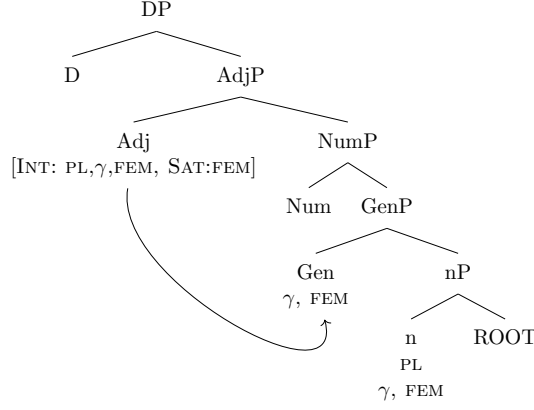 DP
D AdjP
Adj NumP
[INT: PL,γ,FEM, SAT:FEM]
Num GenP
Gen nP
γ, FEM
n ROOT
PL
γ, FEM